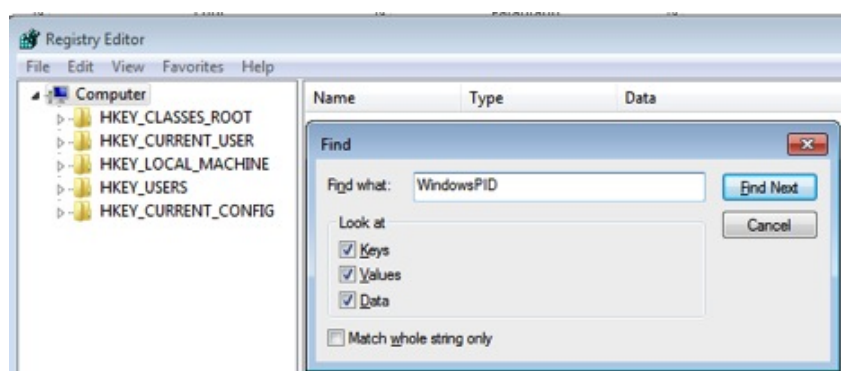 Registry Editor
File Edit View Favorites Help
Computer
HKEY_CLASSES_ROOT
HKEY_CURRENT_USER
HKEY_LOCAL_MACHINE
HKEY_USERS
HKEY_CURRENT_CONFIG
Name Type Data
Find
Find what: WindowsPID Find Next
Look at Cancel
Keys
Values
Data
Match whole string only